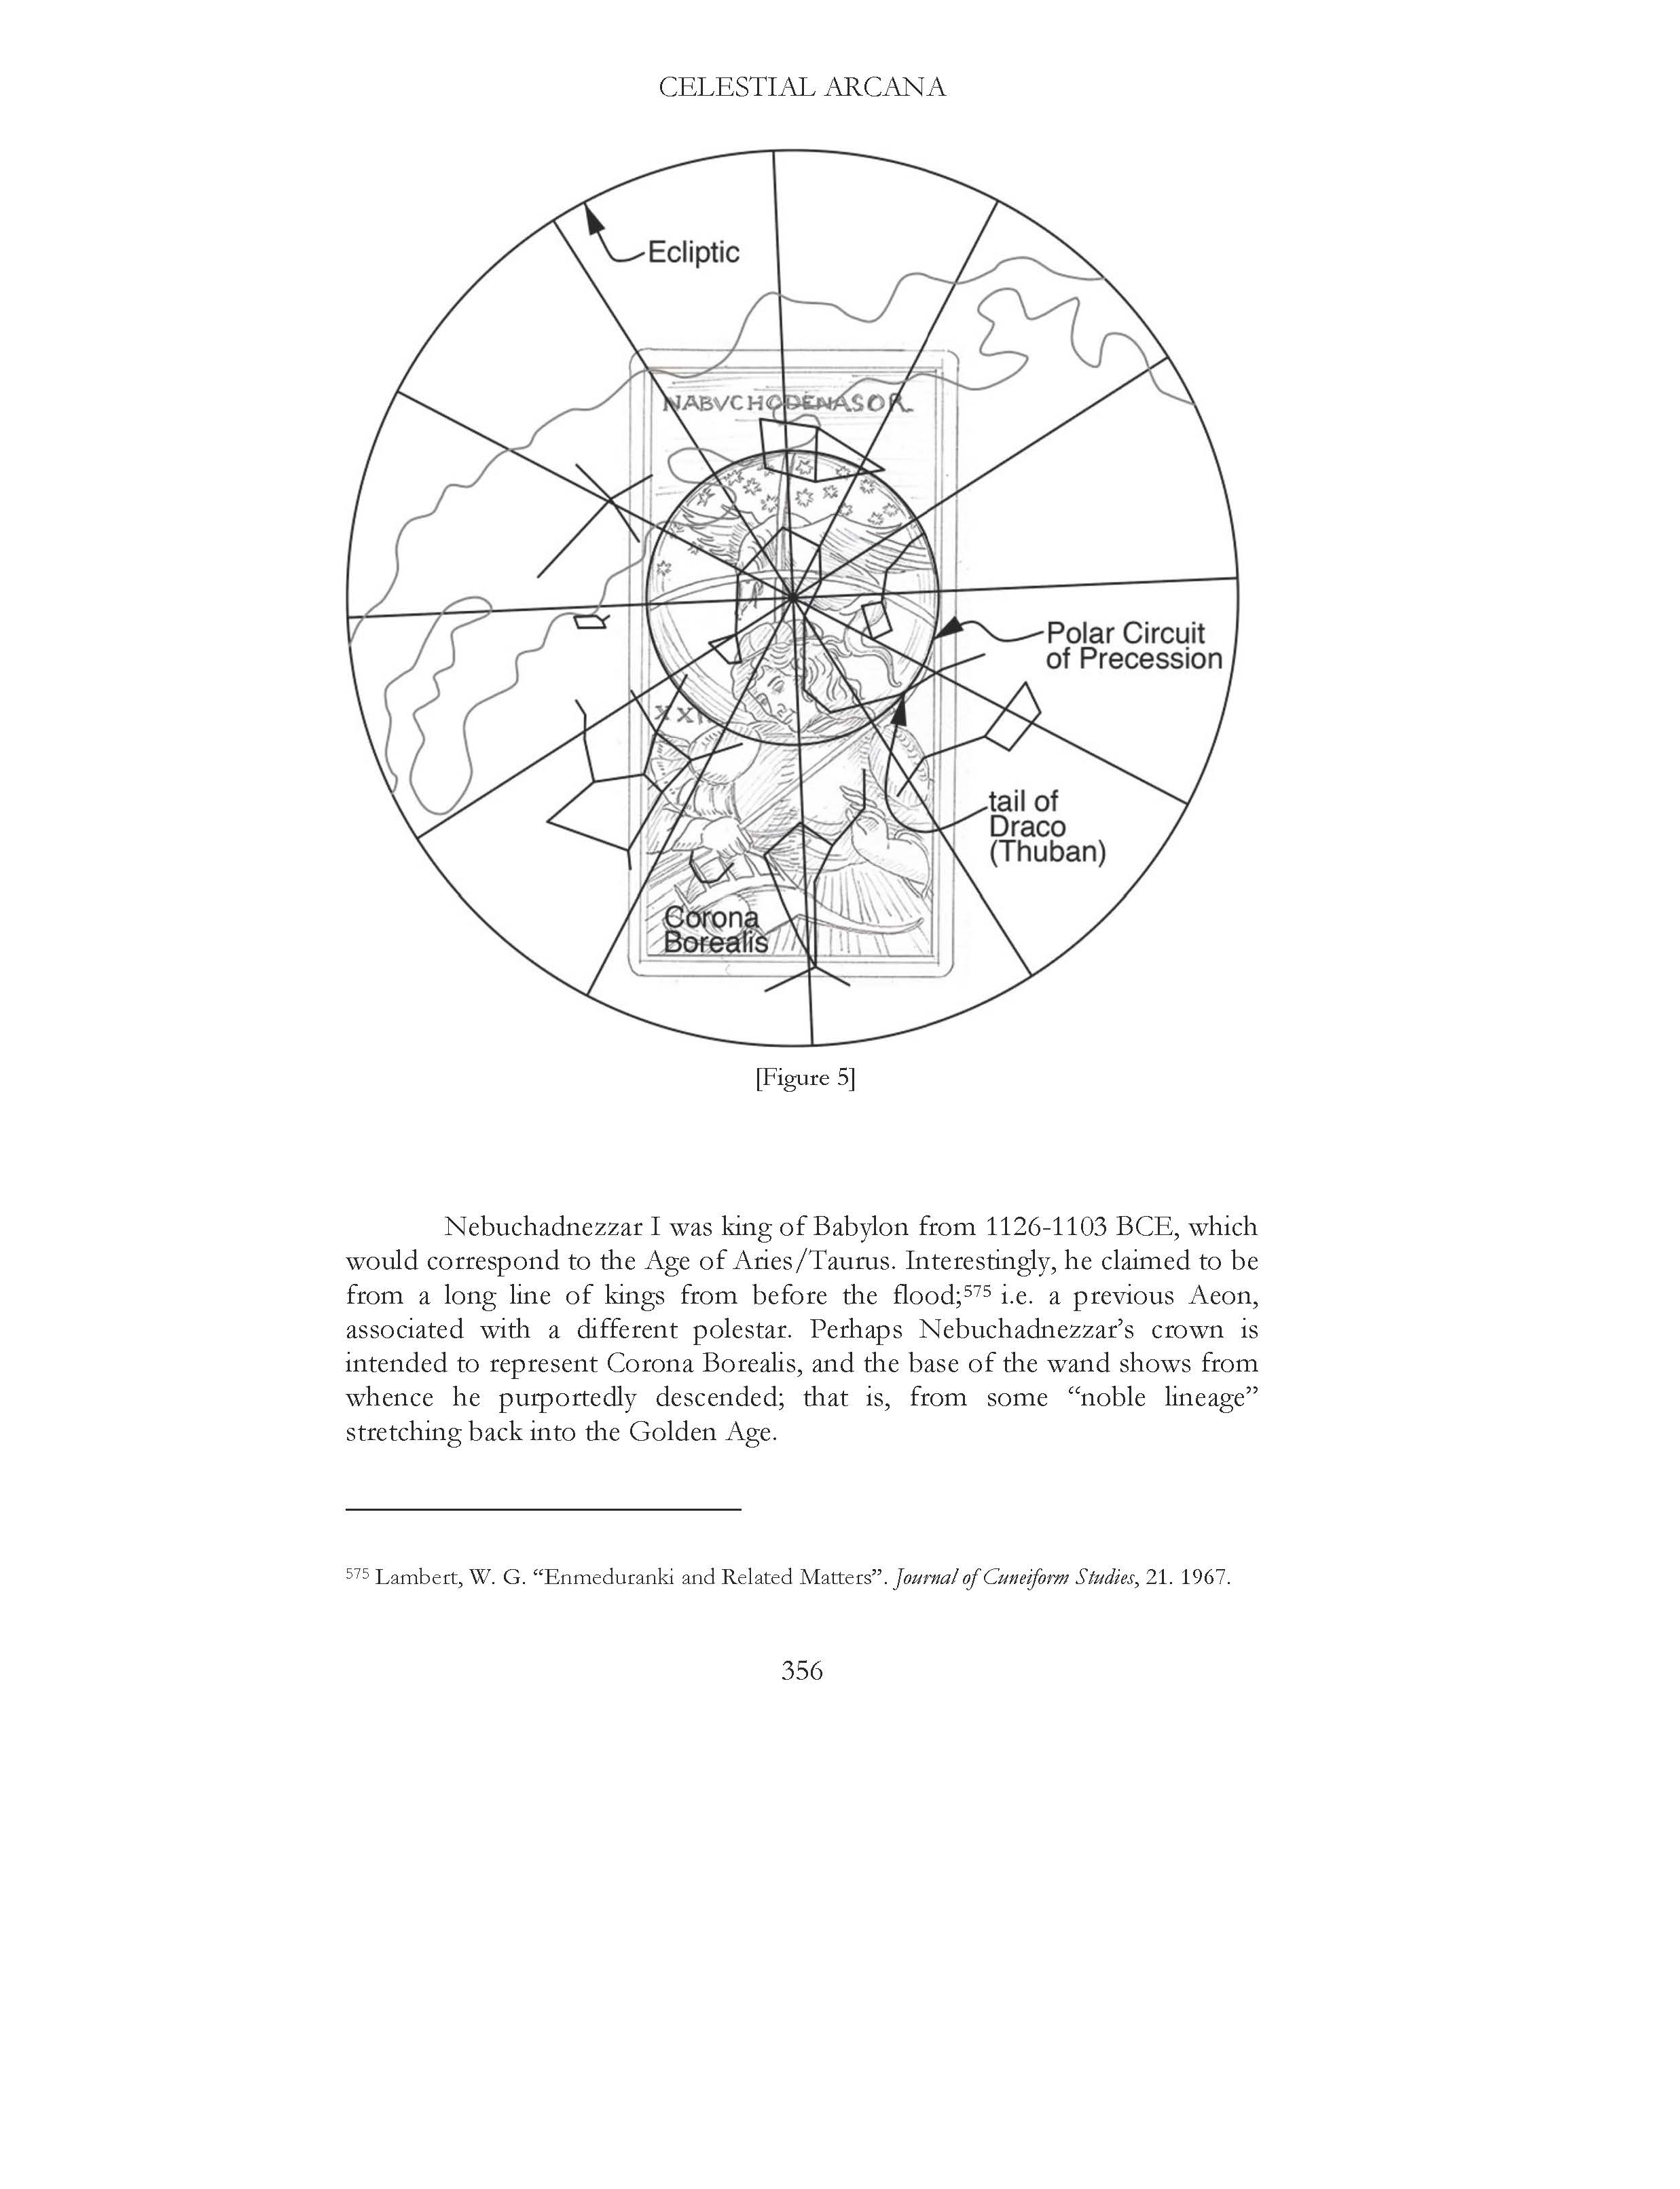 CELESTIAL ARCANA
Ecliptic
NABVCHODENASOR
Polar Circuit
of Precession
tail of
Draco
(Thuban)
Corona
Borealis
[Figure 5]
Nebuchadnezzar I was king of Babylon from 1126-1103 BCE, which
would correspond to the Age of Aries/Taurus. Interestingly, he claimed to be
from a long line of kings from before the flood;575 i.e. a previous Aeon,
associated with a different polestar. Perhaps Nebuchadnezzar’s crown is
intended to represent Corona Borealis, and the base of the wand shows from
whence he purportedly descended; that is, from some “noble lineage”
stretching back into the Golden Age.
575 Lambert, W. G. “Enmeduranki and Related Matters”. Journal of Cuneiform Studies, 21. 1967.
356